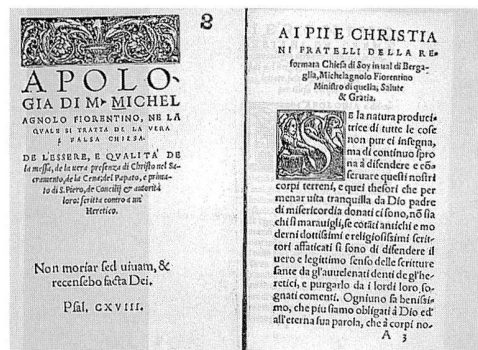 8
APOLO-
GIA DI M. MICHEL
AGNOLO FIORENTINO, NE LA
QVALE SI TRATTA DE LA VERA
E FALSA CHIESA.
DE L'ESSERE, E QVALITA' DE
la messa, de la vera presenza di Christo nel Sa-
cramento, de la Cena; del Papato, e prima-
to di S. Piero, de Concilij & autorità
loro: scritta contro a un'
Heretico.
Non moriar sed uiuam, &
recensebo facta Dei.
Psal. CXVIII.
A I PII E CHRISTIA
NI FRATELLI DELLA RE-
formata Chiesa di Soy in ual di Berga-
glia, Michelagnolo Fiorentino
Ministro di quella, Salute
& Gratia.
SE la natura produci-
trice di tutte le cose
non pur ci insegna,
ma di continuo spro
na à difendere e cō-
seruare questi nostri
corpi terreni, e quei thesori che per
menar uita tranquilla da Dio padre
di misericordia donati ci sono, nō sia
chi si marauigli, se cotāti antichi e mo
derni dottissimi e religiosissimi scrit-
tori affaticati si sono di difendere il
uero e legittimo senso delle scritture
sante da gl'auuelenati denti de gl'he-
retici, e purgarlo da i lordi loro so-
gnati comenti. Ogniuno sa beniss­i-
mo, che piu siamo obligati à Dio ed'
all'eterna sua parola, che à corpi no-
A 3